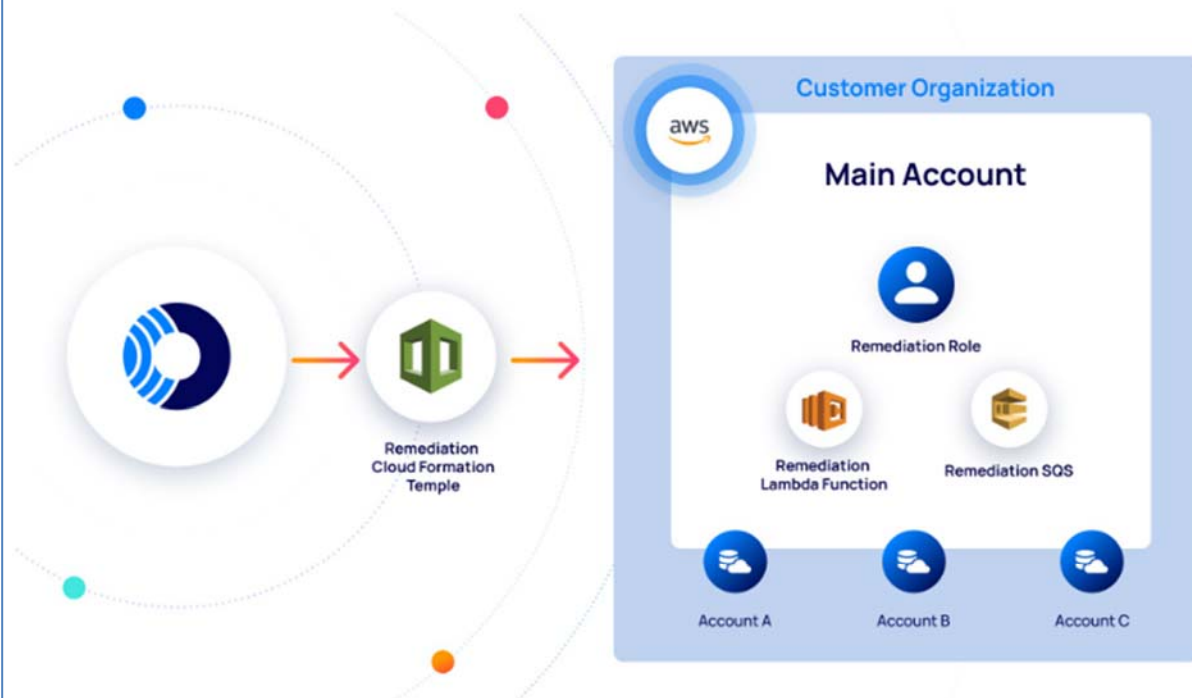 Customer Organization
aws
Main Account
Remediation Role
Remediation
Cloud Formation
Temple
Remediation
Lambda Function
Remediation SQS
Account A
Account B
Account C